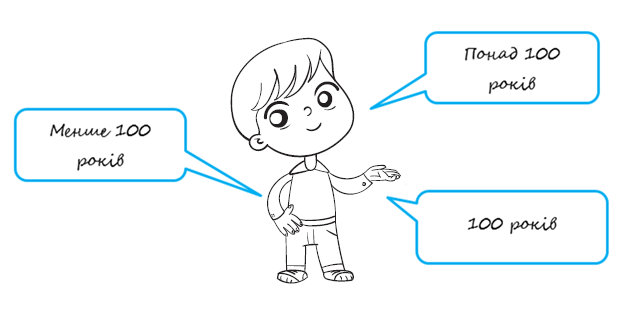 Понад 100
років
Менше 100
років
100 років